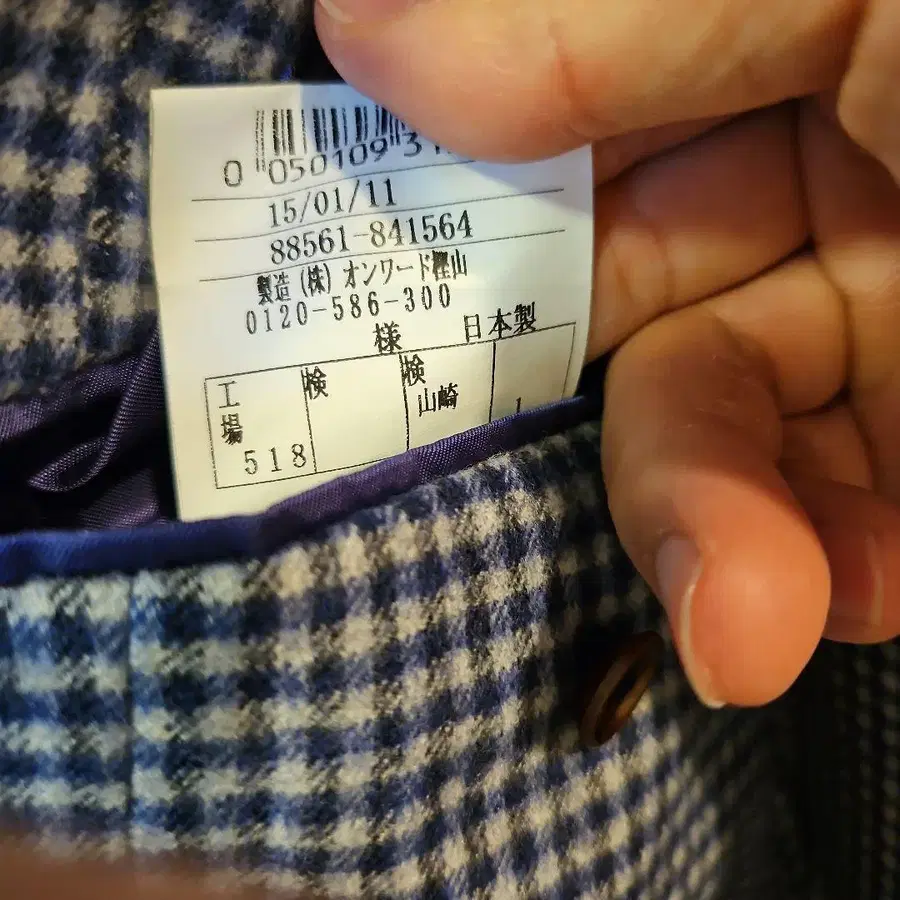 0 050109 31
15/01/11
88561-841564
製造(株)オンワード樫山
0120-586-300
様 日本製
工場 検 検
518 山崎 1